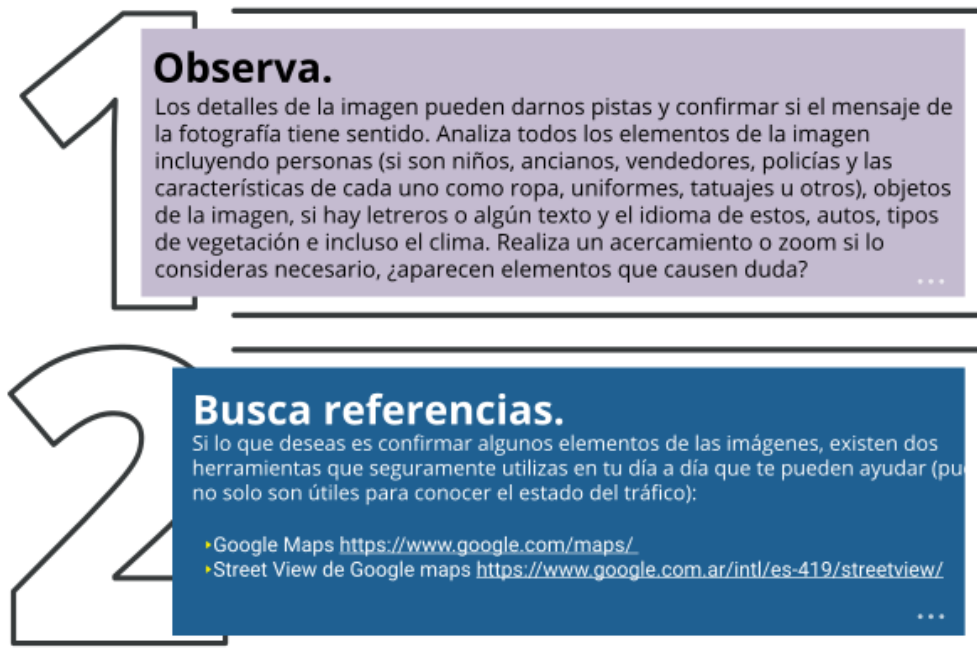 1
Observa.
Los detalles de la imagen pueden darnos pistas y confirmar si el mensaje de
la fotografía tiene sentido. Analiza todos los elementos de la imagen
incluyendo personas (si son niños, ancianos, vendedores, policías y las
características de cada uno como ropa, uniformes, tatuajes u otros), objetos
de la imagen, si hay letreros o algún texto y el idioma de estos, autos, tipos
de vegetación e incluso el clima. Realiza un acercamiento o zoom si lo
consideras necesario, ¿aparecen elementos que causen duda?
...
2
Busca referencias.
Si lo que deseas es confirmar algunos elementos de las imágenes, existen dos
herramientas que seguramente utilizas en tu día a día que te pueden ayudar
no solo son útiles para conocer el estado del tráfico):
‣Google Maps https://www.google.com/maps/
‣Street View de Google maps https://www.google.com.ar/intl/es-419/streetview/
...